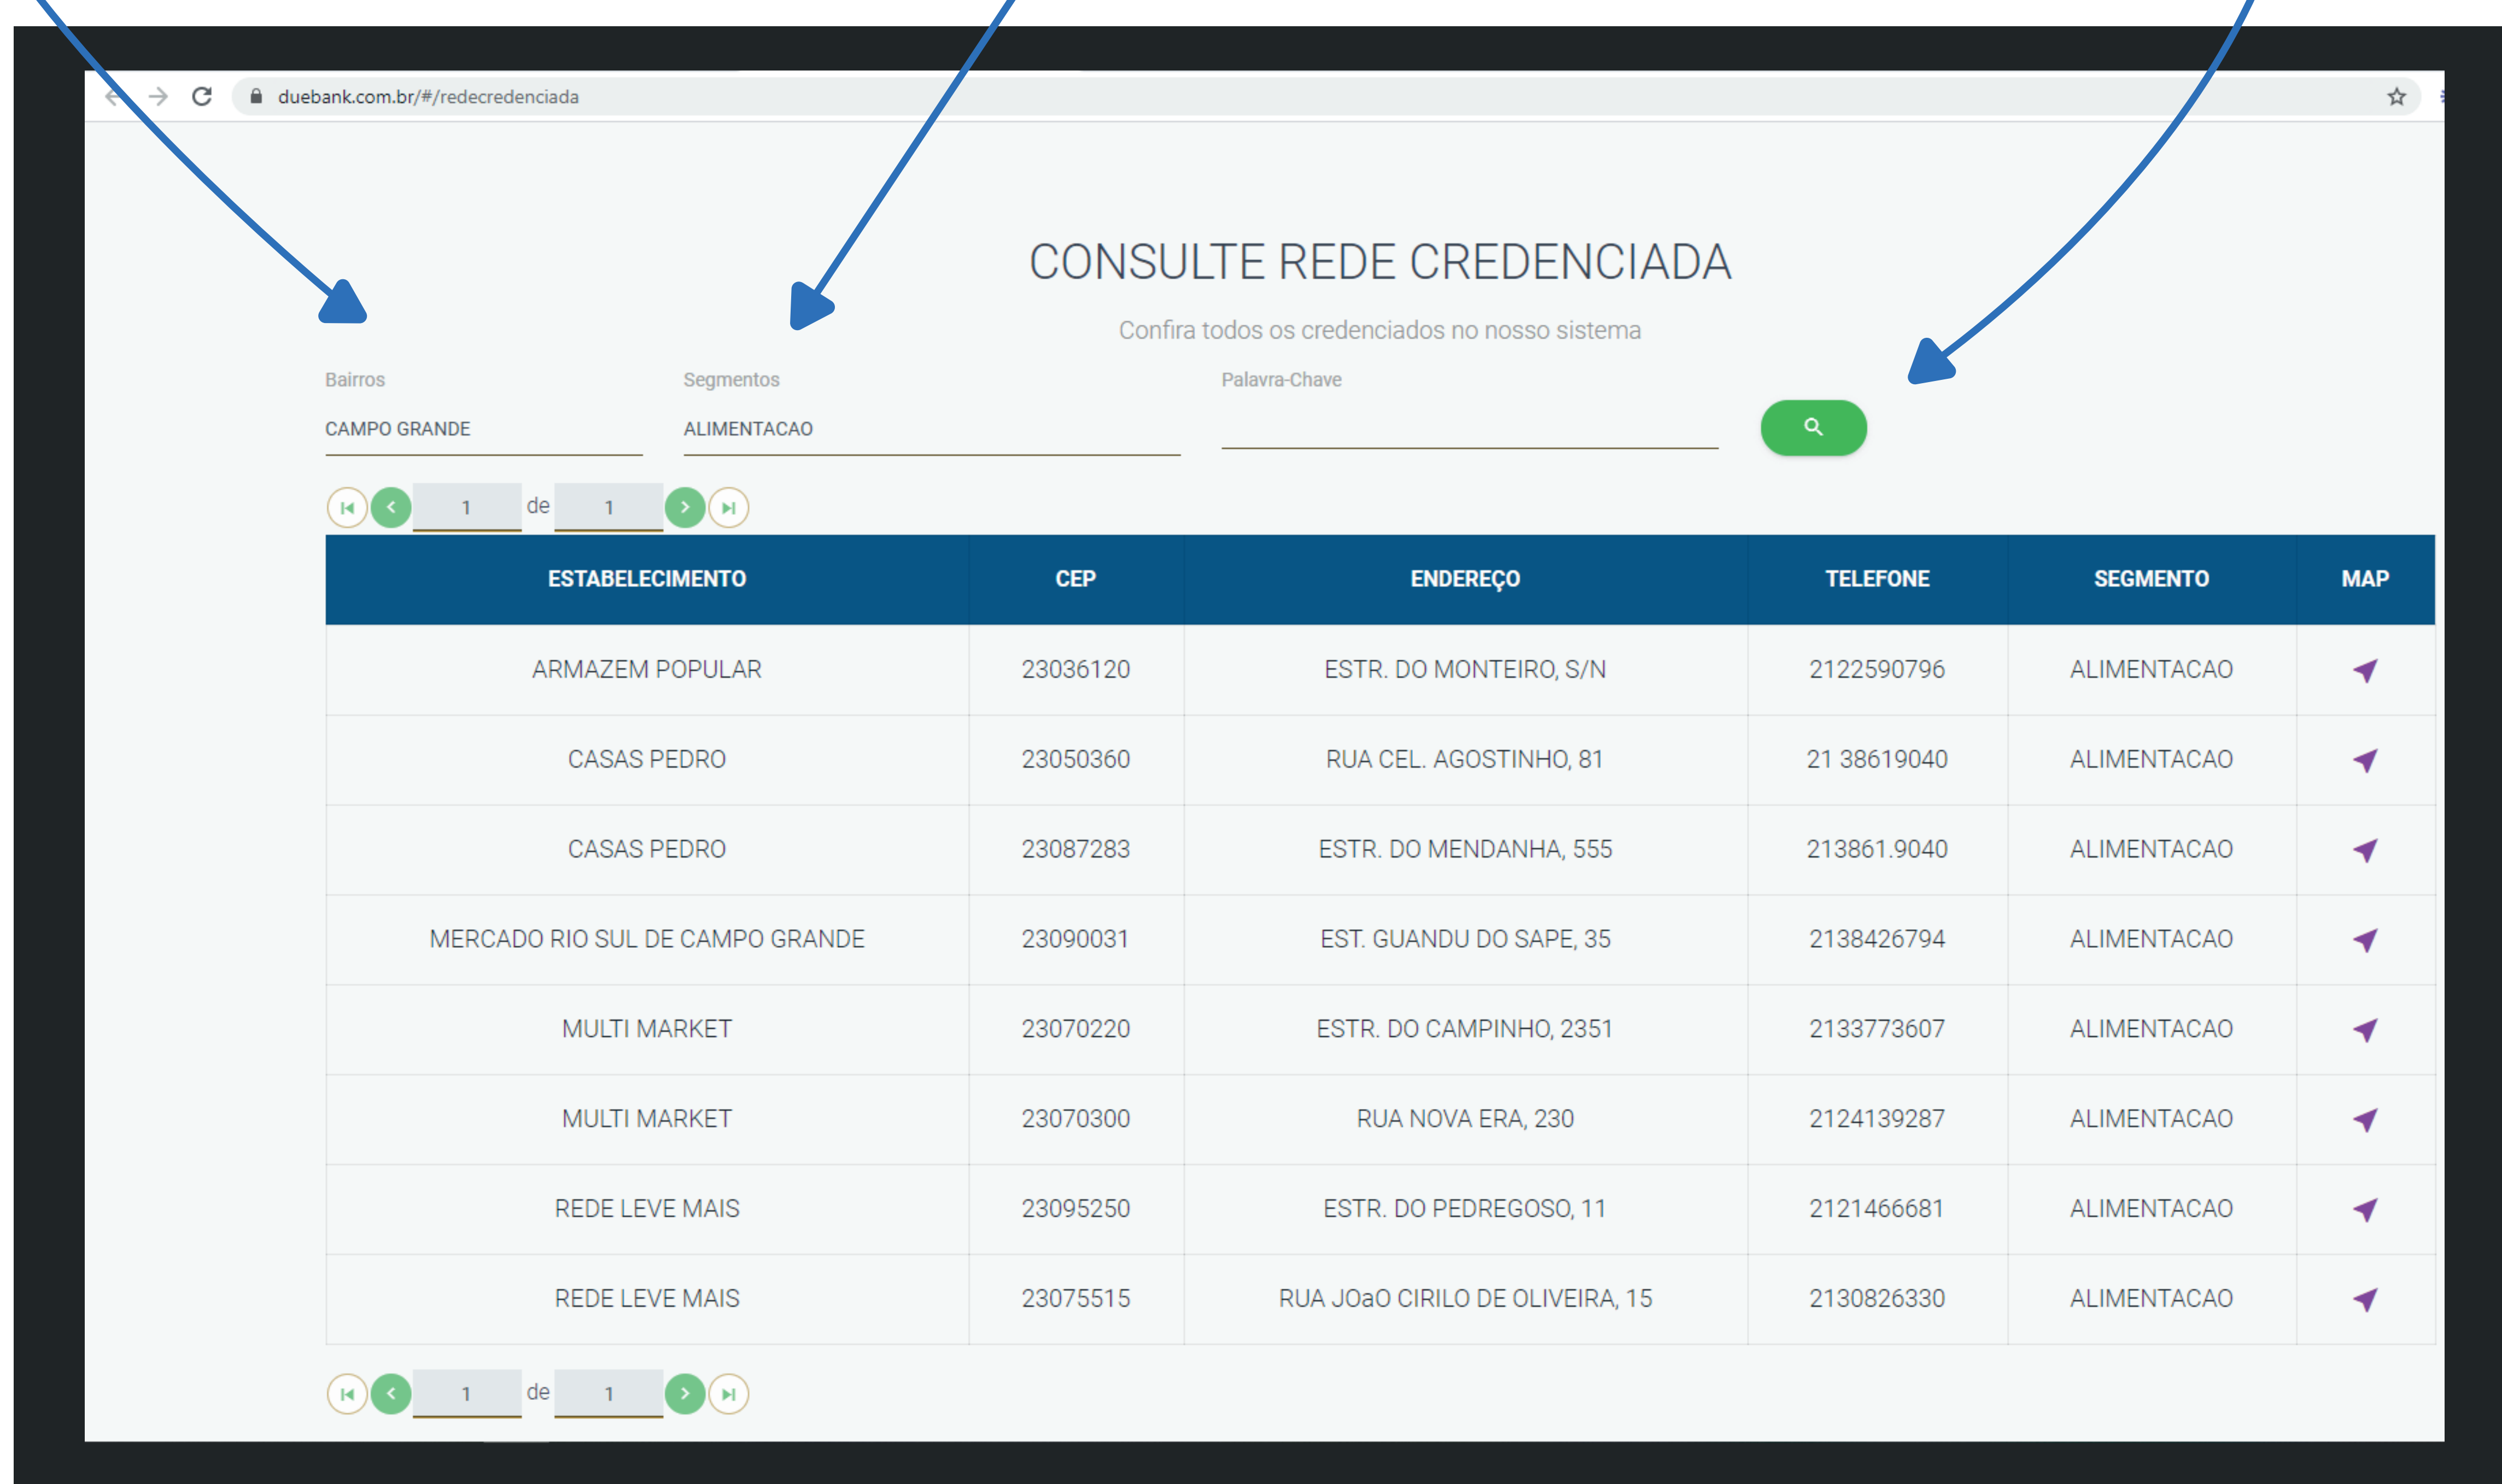 duebank.com.br/#/redecredenciada
CONSULTE REDE CREDENCIADA
Confira todos os credenciados no nosso sistema
Bairros Segmentos Palavra-Chave
CAMPO GRANDE ALIMENTACAO
1 de 1
ESTABELECIMENTO CEP ENDEREÇO TELEFONE SEGMENTO MAP
ARMAZEM POPULAR 23036120 ESTR. DO MONTEIRO, S/N 2122590796 ALIMENTACAO
CASAS PEDRO 23050360 RUA CEL. AGOSTINHO, 81 21 38619040 ALIMENTACAO
CASAS PEDRO 23087283 ESTR. DO MENDANHA, 555 213861.9040 ALIMENTACAO
MERCADO RIO SUL DE CAMPO GRANDE 23090031 EST. GUANDU DO SAPE, 35 2138426794 ALIMENTACAO
MULTI MARKET 23070220 ESTR. DO CAMPINHO, 2351 2133773607 ALIMENTACAO
MULTI MARKET 23070300 RUA NOVA ERA, 230 2124139287 ALIMENTACAO
REDE LEVE MAIS 23095250 ESTR. DO PEDREGOSO, 11 2121466681 ALIMENTACAO
REDE LEVE MAIS 23075515 RUA JOaO CIRILO DE OLIVEIRA, 15 2130826330 ALIMENTACAO
1 de 1